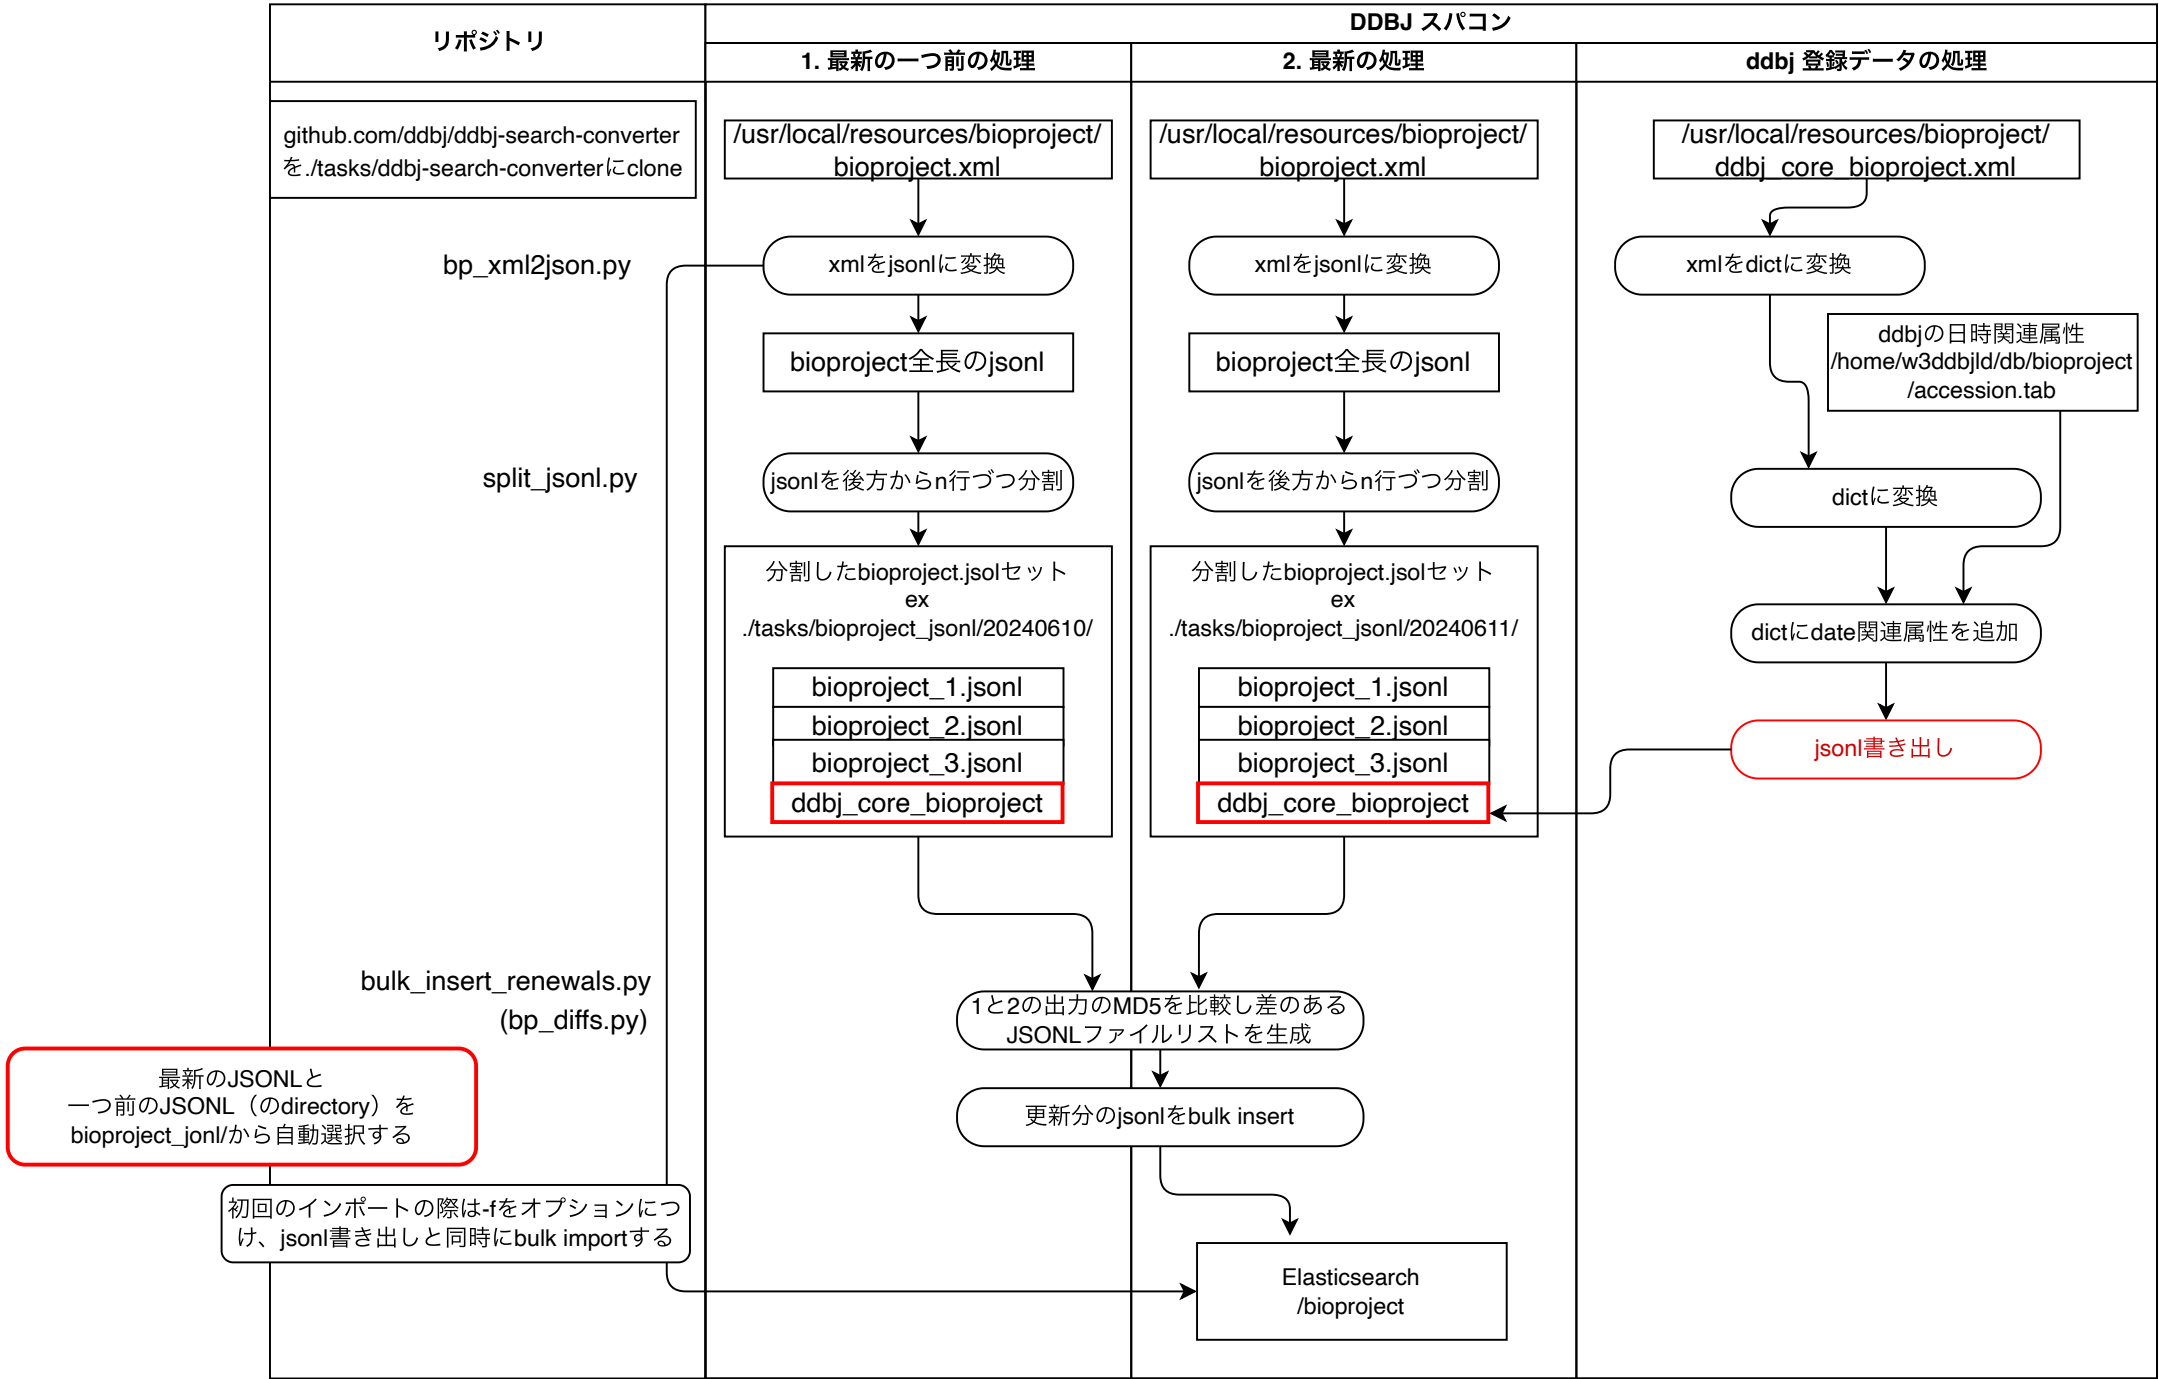 リポジトリ
DDBJ スパコン
1. 最新の一つ前の処理
2. 最新の処理
ddbj 登録データの処理
github.com/ddbj/ddbj-search-converter
を./tasks/ddbj-search-converterにclone
/usr/local/resources/bioproject/
bioproject.xml
/usr/local/resources/bioproject/
bioproject.xml
/usr/local/resources/bioproject/
ddbj_core_bioproject.xml
bp_xml2json.py
xmlをjsonlに変換
xmlをjsonlに変換
xmlをdictに変換
bioproject全長のjsonl
bioproject全長のjsonl
ddbjの日時関連属性
/home/w3ddbjld/db/bioproject
/accession.tab
split_jsonl.py
jsonlを後方からn行づつ分割
jsonlを後方からn行づつ分割
dictに変換
分割したbioproject.jsolセット
ex
./tasks/bioproject_jsonl/20240610/
bioproject_1.jsonl
bioproject_2.jsonl
bioproject_3.jsonl
ddbj_core_bioproject
分割したbioproject.jsolセット
ex
./tasks/bioproject_jsonl/20240611/
bioproject_1.jsonl
bioproject_2.jsonl
bioproject_3.jsonl
ddbj_core_bioproject
dictにdate関連属性を追加
jsonl書き出し
bulk_insert_renewals.py
(bp_diffs.py)
1と2の出力のMD5を比較し差のある
JSONLファイルリストを生成
最新のJSONLと
一つ前のJSONL（のdirectory）を
bioproject_jonl/から自動選択する
更新分のjsonlをbulk insert
初回のインポートの際は-fをオプションにつ
け、jsonl書き出しと同時にbulk importする
Elasticsearch
/bioproject